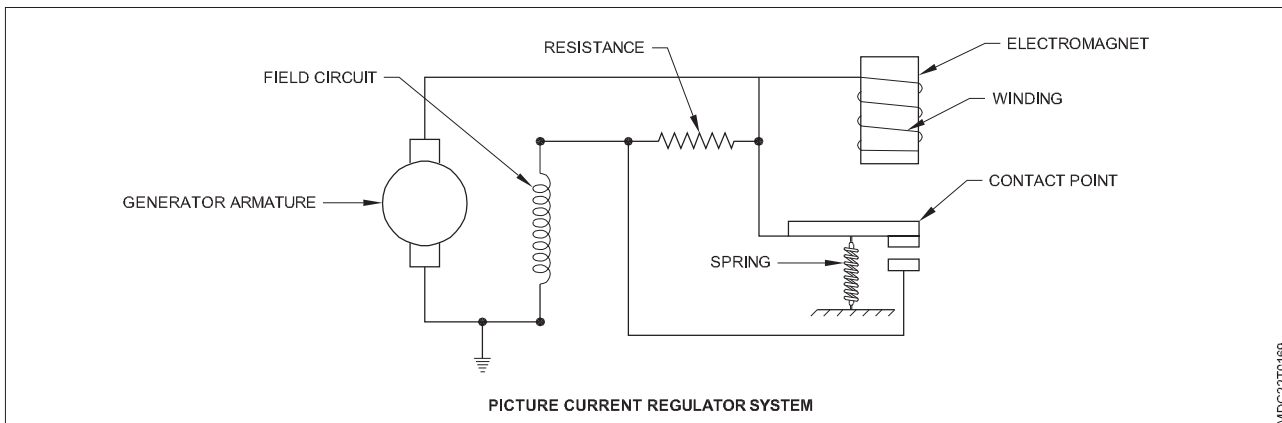 RESISTANCE
ELECTROMAGNET
FIELD CIRCUIT
WINDING
CONTACT POINT
GENERATOR ARMATURE
SPRING
PICTURE CURRENT REGULATOR SYSTEM